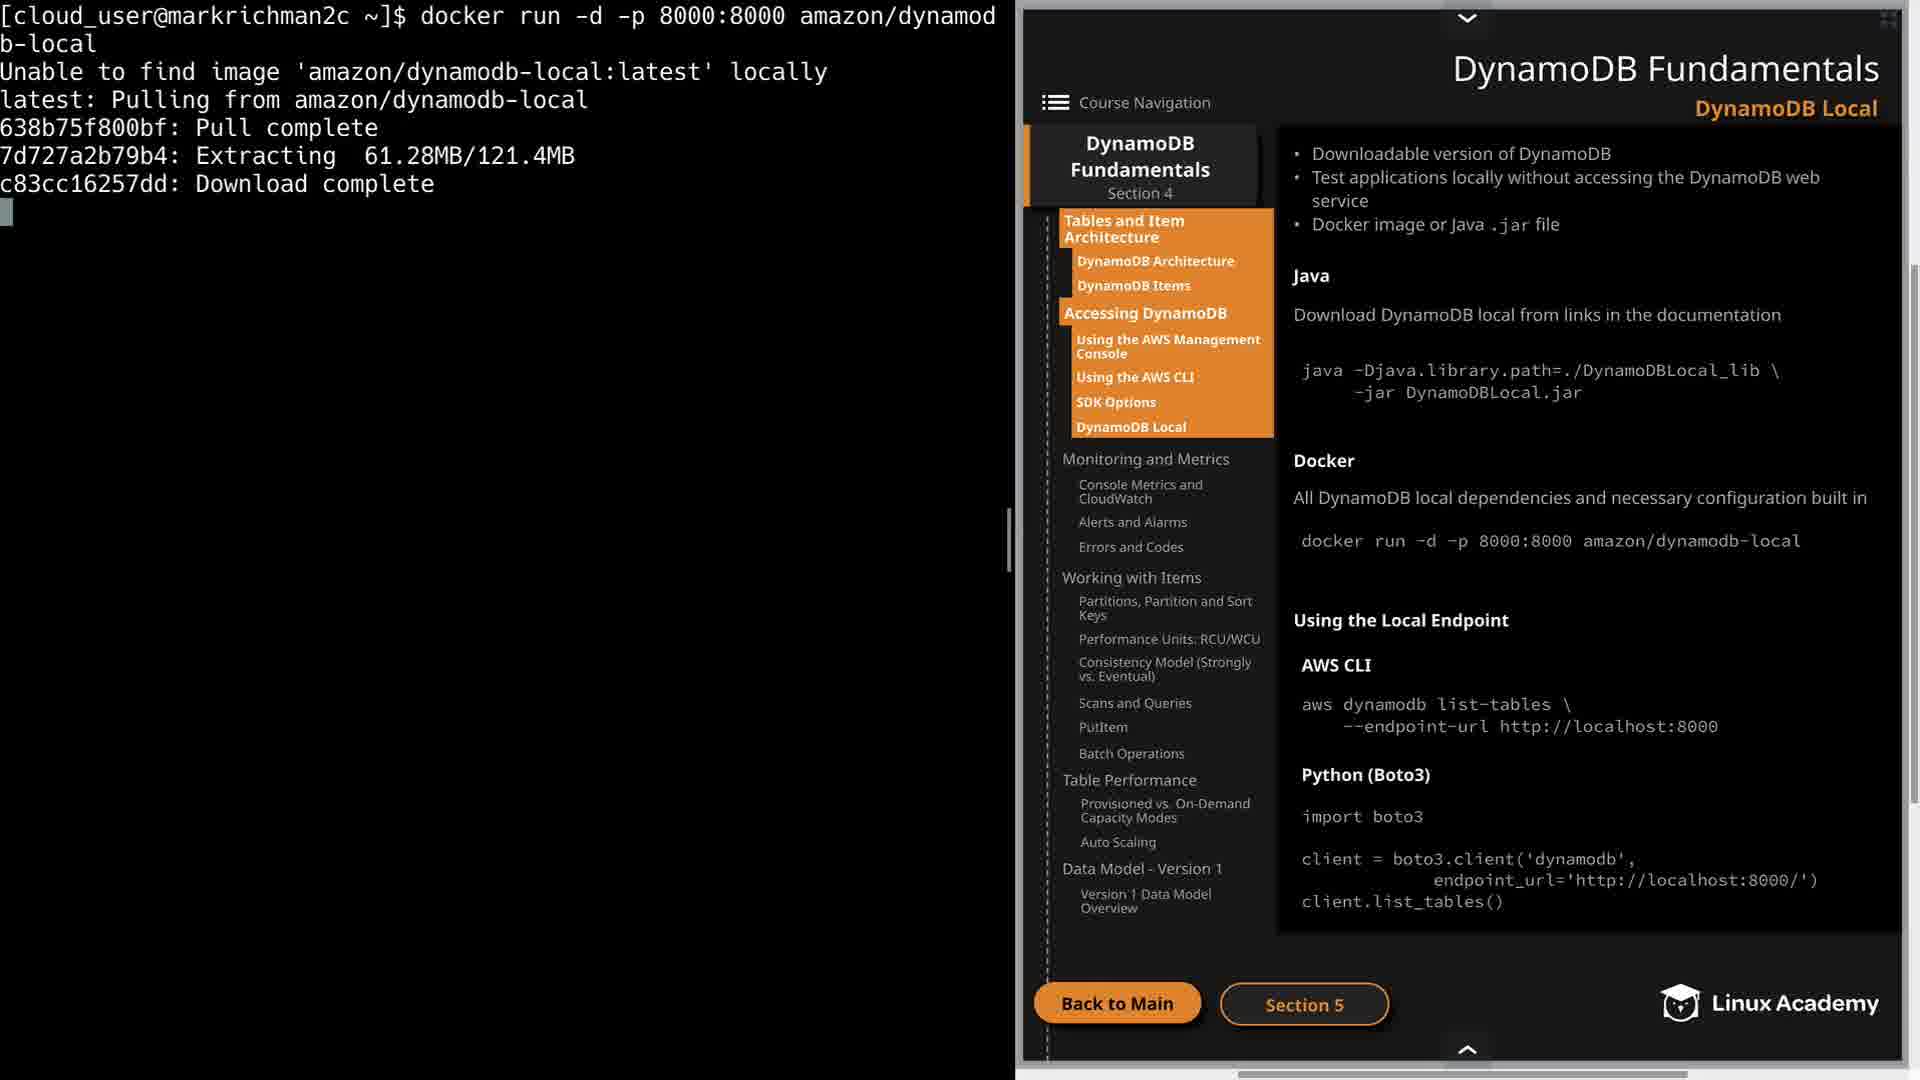 [cloud_user@markrichman2c ~]$ docker run -d -p 8000:8000 amazon/dynamod
b-local
Unable to find image 'amazon/dynamodb-local:latest' locally
latest: Pulling from amazon/dynamodb-local
638b75f800bf: Pull complete
7d727a2b79b4: Extracting  61.28MB/121.4MB
c83cc16257dd: Download complete
DynamoDB Fundamentals
DynamoDB Local
Course Navigation
DynamoDB
Fundamentals
Section 4
Tables and Item
Architecture
DynamoDB Architecture
DynamoDB Items
Accessing DynamoDB
Using the AWS Management
Console
Using the AWS CLI
SDK Options
DynamoDB Local
Monitoring and Metrics
Console Metrics and
CloudWatch
Alerts and Alarms
Errors and Codes
Working with Items
Partitions, Partition and Sort
Keys
Performance Units: RCU/WCU
Consistency Model (Strongly
vs. Eventual)
Scans and Queries
PutItem
Batch Operations
Table Performance
Provisioned vs. On-Demand
Capacity Modes
Auto Scaling
Data Model - Version 1
Version 1 Data Model
Overview
• Downloadable version of DynamoDB
• Test applications locally without accessing the DynamoDB web
service
• Docker image or Java .jar file
Java
Download DynamoDB local from links in the documentation
java -Djava.library.path=./DynamoDBLocal_lib \
-jar DynamoDBLocal.jar
Docker
All DynamoDB local dependencies and necessary configuration built in
docker run -d -p 8000:8000 amazon/dynamodb-local
Using the Local Endpoint
AWS CLI
aws dynamodb list-tables \
--endpoint-url http://localhost:8000
Python (Boto3)
import boto3
client = boto3.client('dynamodb',
endpoint_url='http://localhost:8000/')
client.list_tables()
Back to Main
Section 5
Linux Academy